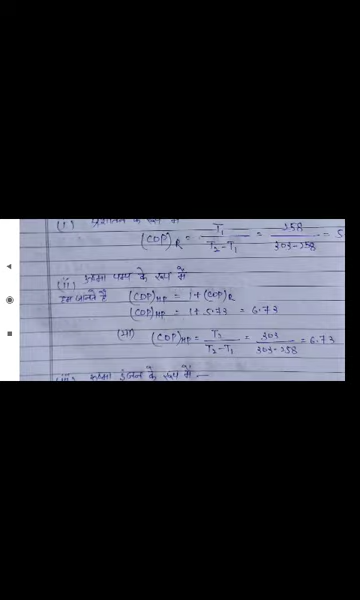 (i) प्रशीतन के रूप में
(COP)R = T1 / T2 - T1 = 258 / 303 - 258 = 5
(ii) ऊष्मा पम्प के रूप में
हम जानते है (COP)HP = 1 + (COP)R
(COP)HP = 1 + 5.73 = 6.73
(या) (COP)HP = T2 / T2 - T1 = 303 / 303 - 258 = 6.73
(iii) ऊष्मा इंजन के रूप में -